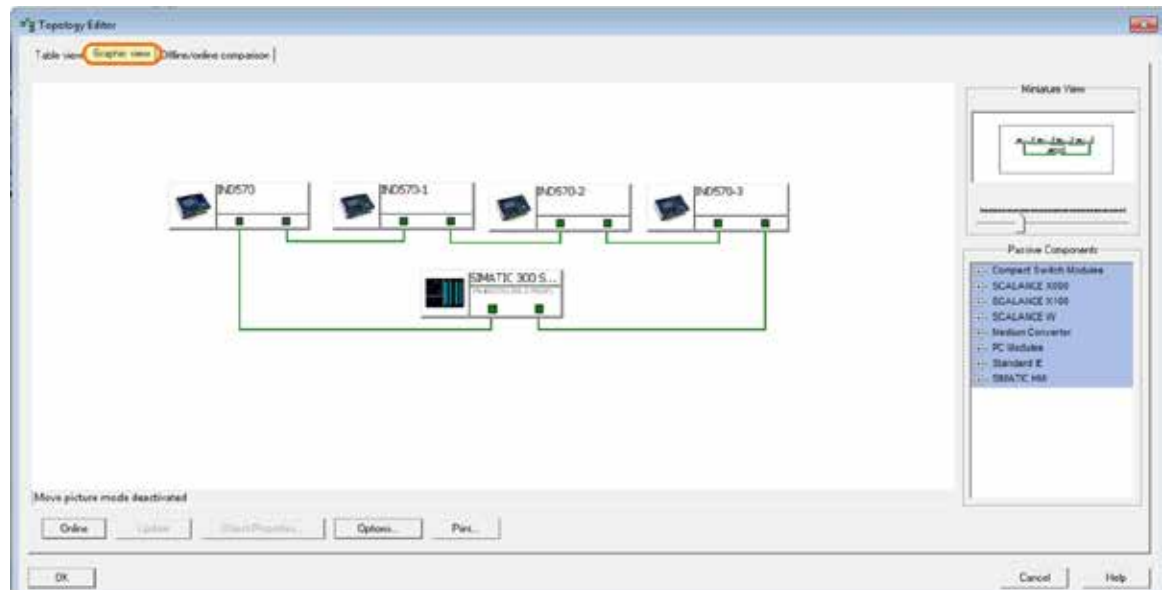 Topology Editor
Table view Graphic view Offline/online comparison
Miniature View
IND570 IND570-1 IND570-2 IND570-3
SIMATIC 300 S...
Passive Components
Compact Switch Modules
SCALANCE X000
SCALANCE X100
SCALANCE W
Medium Converter
PC Modules
Standard IE
SIMATIC HMI
Move picture mode deactivated
Online Update Object Properties... Options... Print...
OK Cancel Help